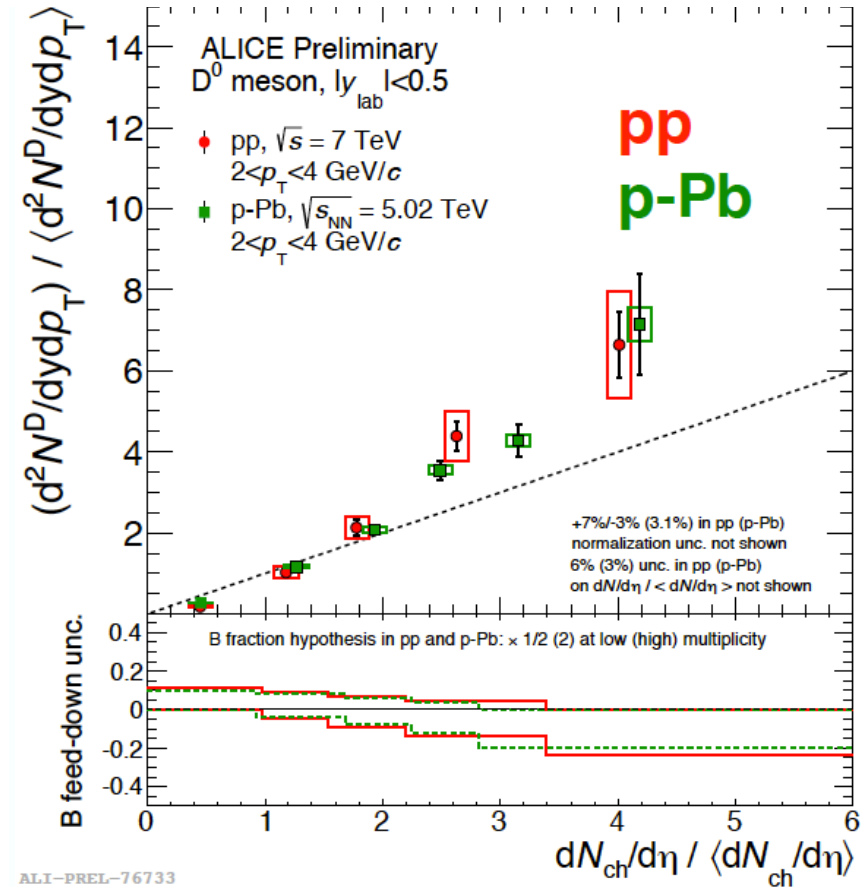 (d²N^D/dydp_T) / ⟨d²N^D/dydp_T⟩
14
12
10
8
6
4
2
ALICE Preliminary
D⁰ meson, |y_lab|<0.5
pp, √s = 7 TeV
2<p_T<4 GeV/c
p-Pb, √s_NN = 5.02 TeV
2<p_T<4 GeV/c
pp
p-Pb
+7%/-3% (3.1%) in pp (p-Pb)
normalization unc. not shown
6% (3%) unc. in pp (p-Pb)
on dN/dη / < dN/dη > not shown
B feed-down unc.
0.4
0.2
0
-0.2
-0.4
B fraction hypothesis in pp and p-Pb: × 1/2 (2) at low (high) multiplicity
0 1 2 3 4 5 6
dN_ch/dη / ⟨dN_ch/dη⟩
ALI-PREL-76733